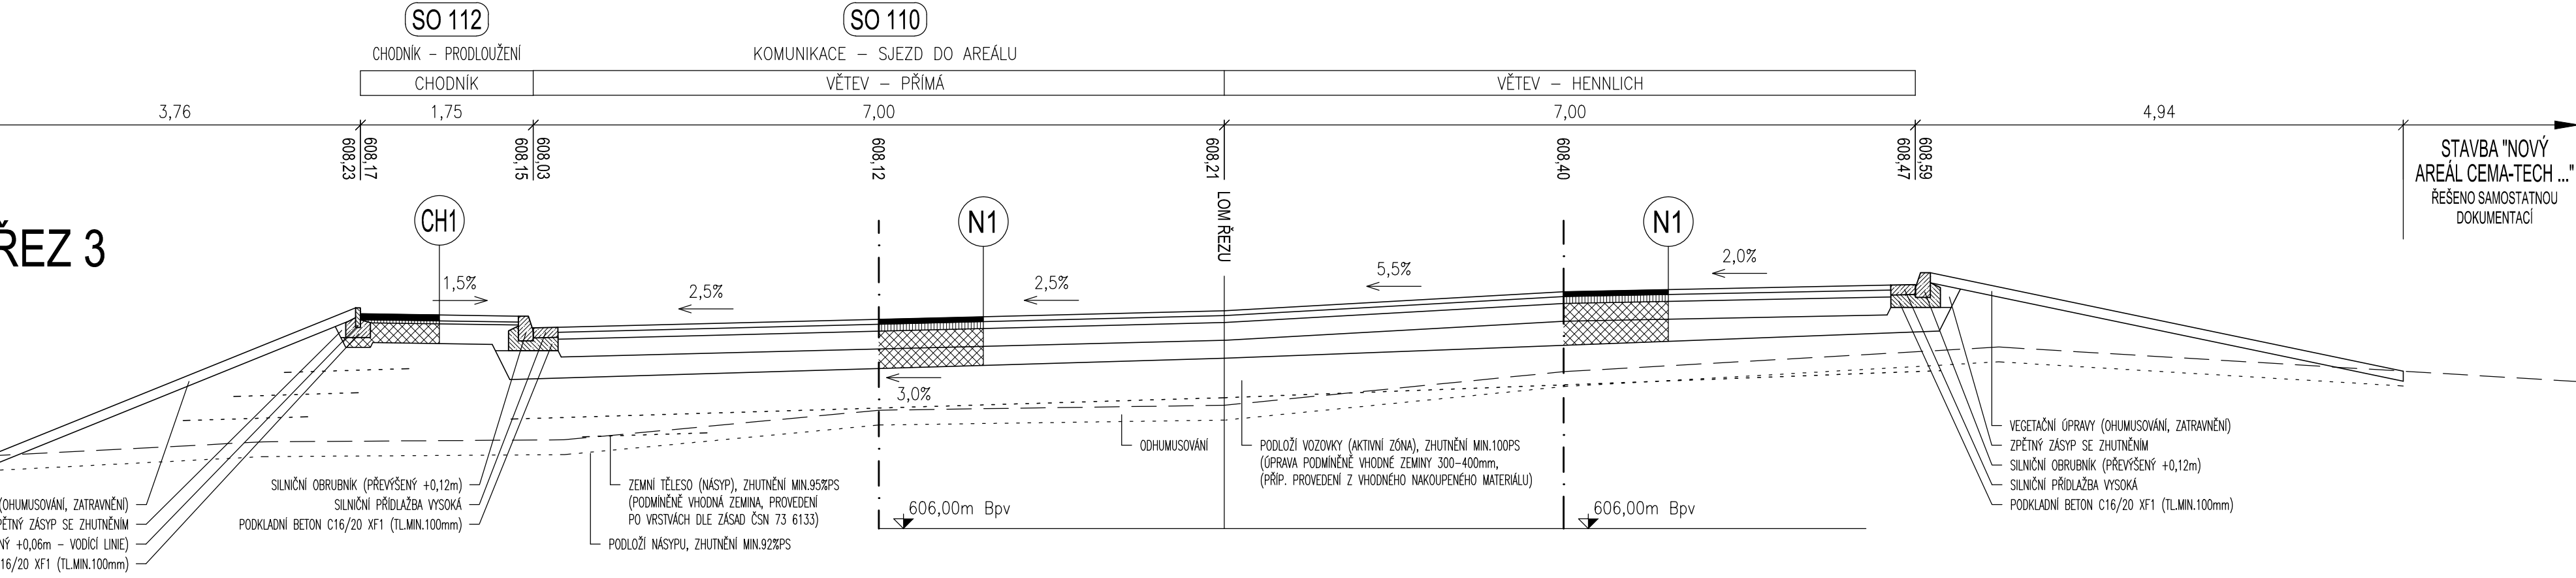 SO 112
SO 110
CHODNÍK – PRODLOUŽENÍ
KOMUNIKACE – SJEZD DO AREÁLU
CHODNÍK
VĚTEV – PŘÍMÁ
VĚTEV – HENNLICH
3,76
1,75
7,00
7,00
4,94
608,23
608,17
608,15
608,03
608,12
608,21
608,40
608,47
608,59
STAVBA "NOVÝ
AREÁL CEMA-TECH ..."
ŘEŠENO SAMOSTATNOU
DOKUMENTACÍ
ŘEZ 3
CH1
N1
LOM ŘEZU
N1
1,5%
2,5%
2,5%
5,5%
2,0%
3,0%
(OHUMUSOVÁNÍ, ZATRAVNĚNÍ)
PĚTNÝ ZÁSYP SE ZHUTNĚNÍM
NÝ +0,06m – VODÍCÍ LINIE)
16/20 XF1 (TL.MIN.100mm)
SILNIČNÍ OBRUBNÍK (PŘEVÝŠENÝ +0,12m)
SILNIČNÍ PŘÍDLAŽBA VYSOKÁ
PODKLADNÍ BETON C16/20 XF1 (TL.MIN.100mm)
ZEMNÍ TĚLESO (NÁSYP), ZHUTNĚNÍ MIN.95%PS
(PODMÍNĚNĚ VHODNÁ ZEMINA, PROVEDENÍ
PO VRSTVÁCH DLE ZÁSAD ČSN 73 6133)
PODLOŽÍ NÁSYPU, ZHUTNĚNÍ MIN.92%PS
ODHUMUSOVÁNÍ
PODLOŽÍ VOZOVKY (AKTIVNÍ ZÓNA), ZHUTNĚNÍ MIN.100PS
(ÚPRAVA PODMÍNĚNĚ VHODNÉ ZEMINY 300-400mm,
(PŘÍP. PROVEDENÍ Z VHODNÉHO NAKOUPENÉHO MATERIÁLU)
606,00m Bpv
606,00m Bpv
VEGETAČNÍ ÚPRAVY (OHUMUSOVÁNÍ, ZATRAVNĚNÍ)
ZPĚTNÝ ZÁSYP SE ZHUTNĚNÍM
SILNIČNÍ OBRUBNÍK (PŘEVÝŠENÝ +0,12m)
SILNIČNÍ PŘÍDLAŽBA VYSOKÁ
PODKLADNÍ BETON C16/20 XF1 (TL.MIN.100mm)